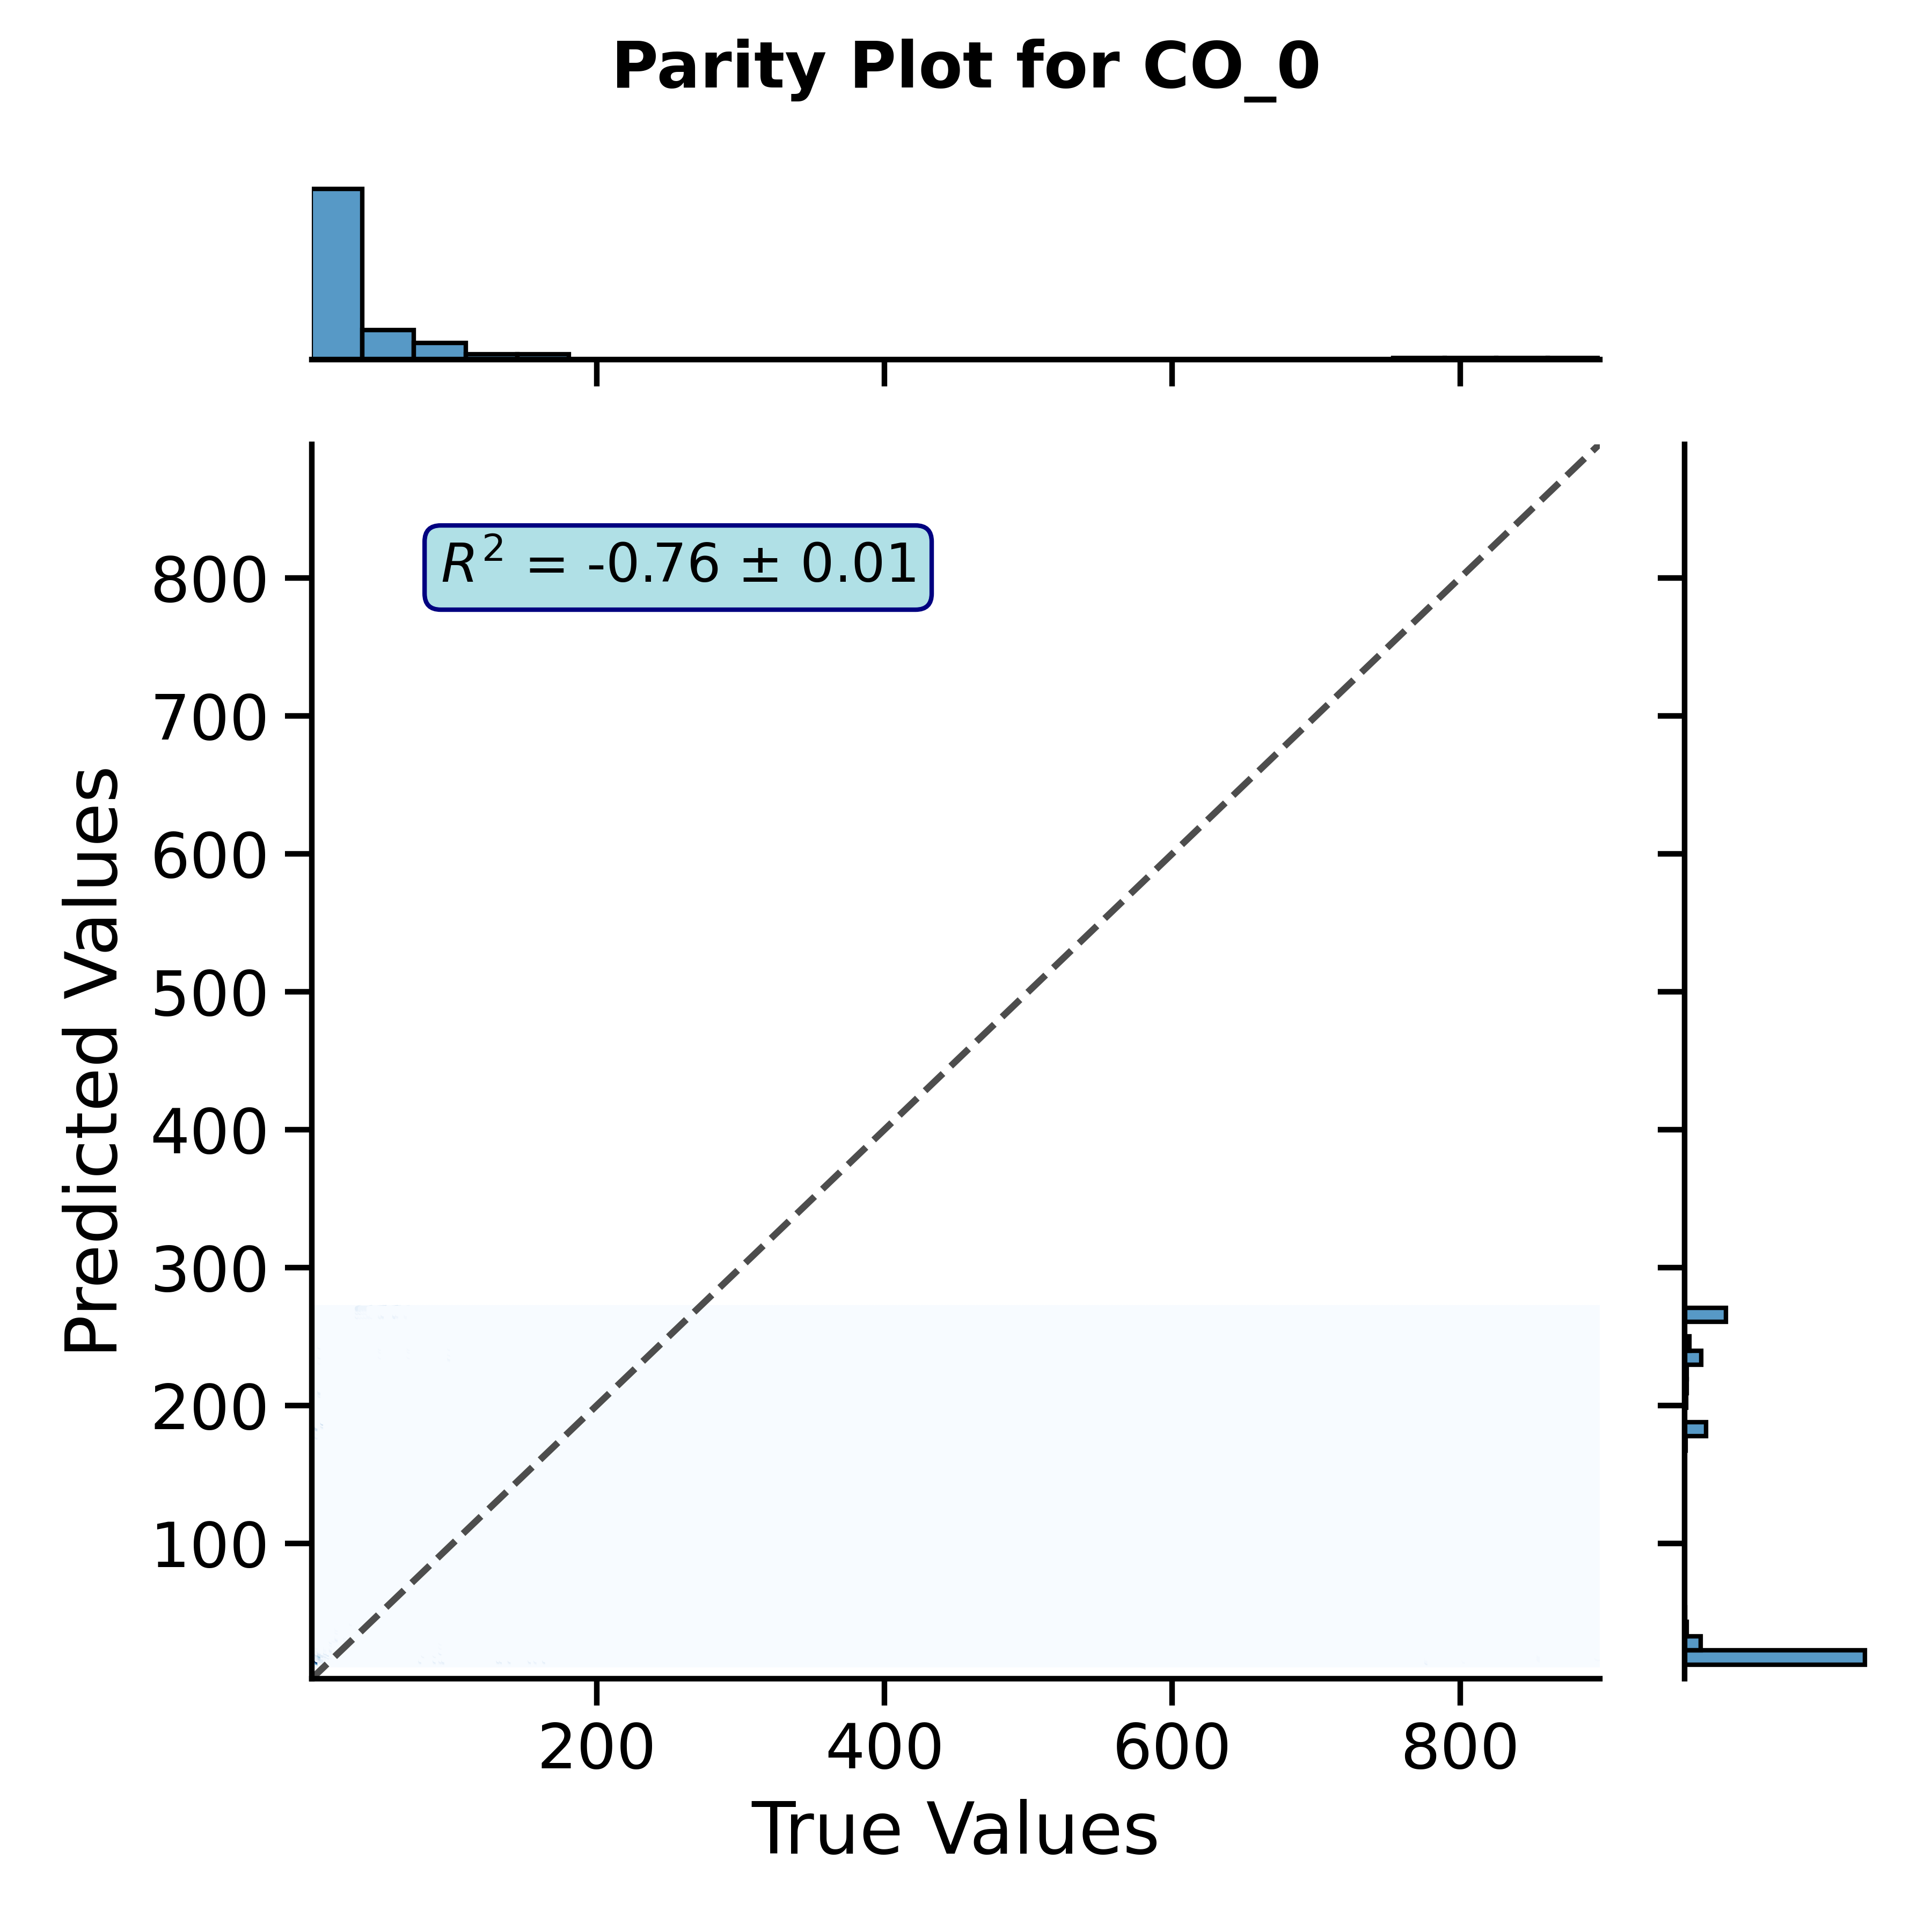 Parity Plot for CO_0
R² = -0.76 ± 0.01
Predicted Values
800
700
600
500
400
300
200
100
200 400 600 800
True Values